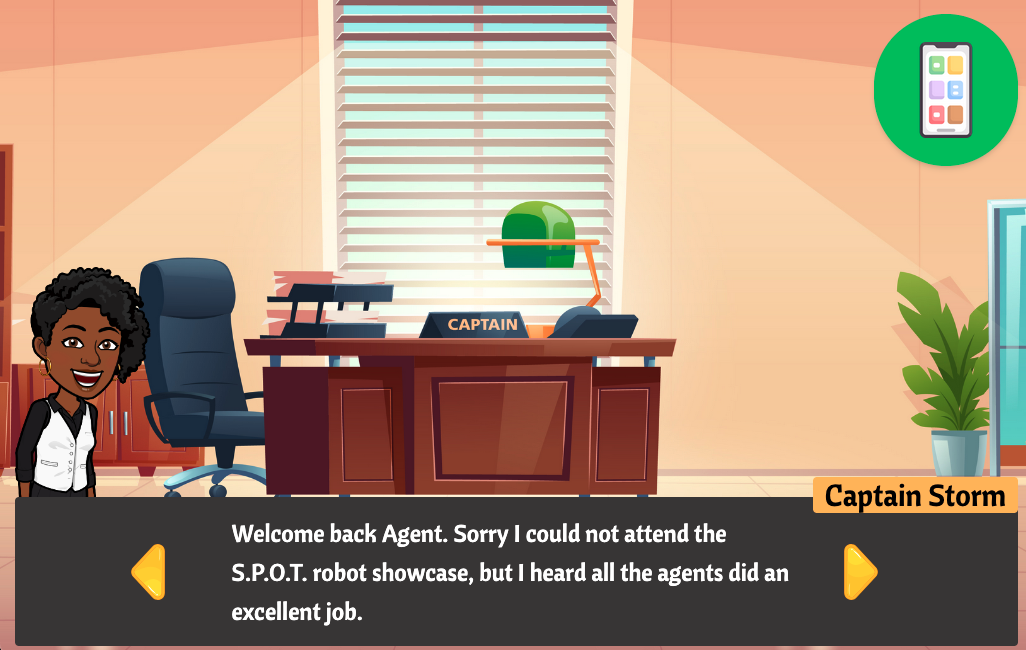 CAPTAIN
Captain Storm
Welcome back Agent. Sorry I could not attend the
S.P.O.T. robot showcase, but I heard all the agents did an
excellent job.